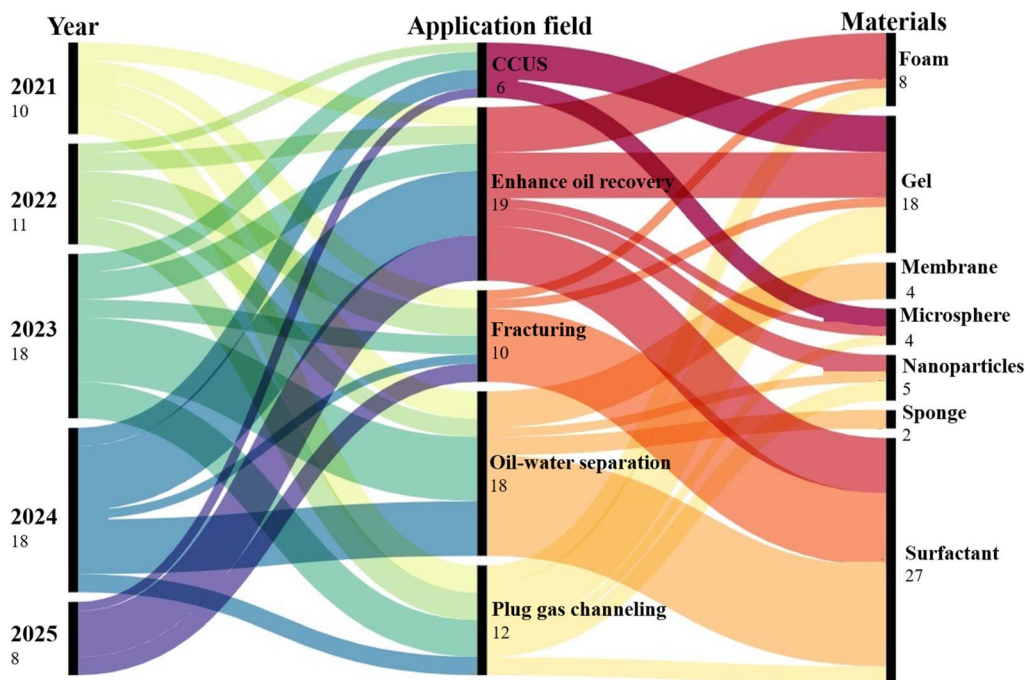 Year
Application field
Materials
2021
10
2022
11
2023
18
2024
18
2025
8
CCUS
6
Enhance oil recovery
19
Fracturing
10
Oil-water separation
18
Plug gas channeling
12
Foam
8
Gel
18
Membrane
4
Microsphere
4
Nanoparticles
5
Sponge
2
Surfactant
27